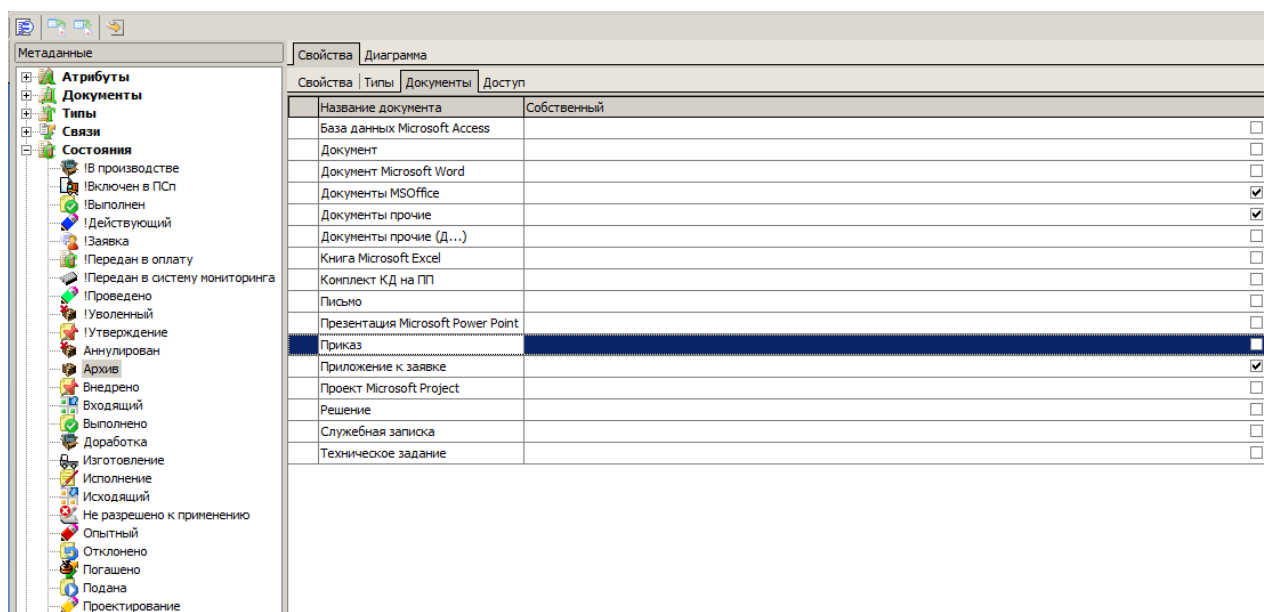 Метаданные
Атрибуты
Документы
Типы
Связи
Состояния
!В производстве
!Включен в ПСп
!Выполнен
!Действующий
!Заявка
!Передан в оплату
!Передан в систему мониторинга
!Проведено
!Уволенный
!Утверждение
Аннулирован
Архив
Внедрено
Входящий
Выполнено
Доработка
Изготовление
Исполнение
Исходящий
Не разрешено к применению
Опытный
Отклонено
Погашено
Подана
Проектирование
Свойства Диаграмма
Свойства Типы Документы Доступ
Название документа Собственный
База данных Microsoft Access
Документ
Документ Microsoft Word
Документы MSOffice
Документы прочие
Документы прочие (Д...)
Книга Microsoft Excel
Комплект КД на ПП
Письмо
Презентация Microsoft Power Point
Приказ
Приложение к заявке
Проект Microsoft Project
Решение
Служебная записка
Техническое задание